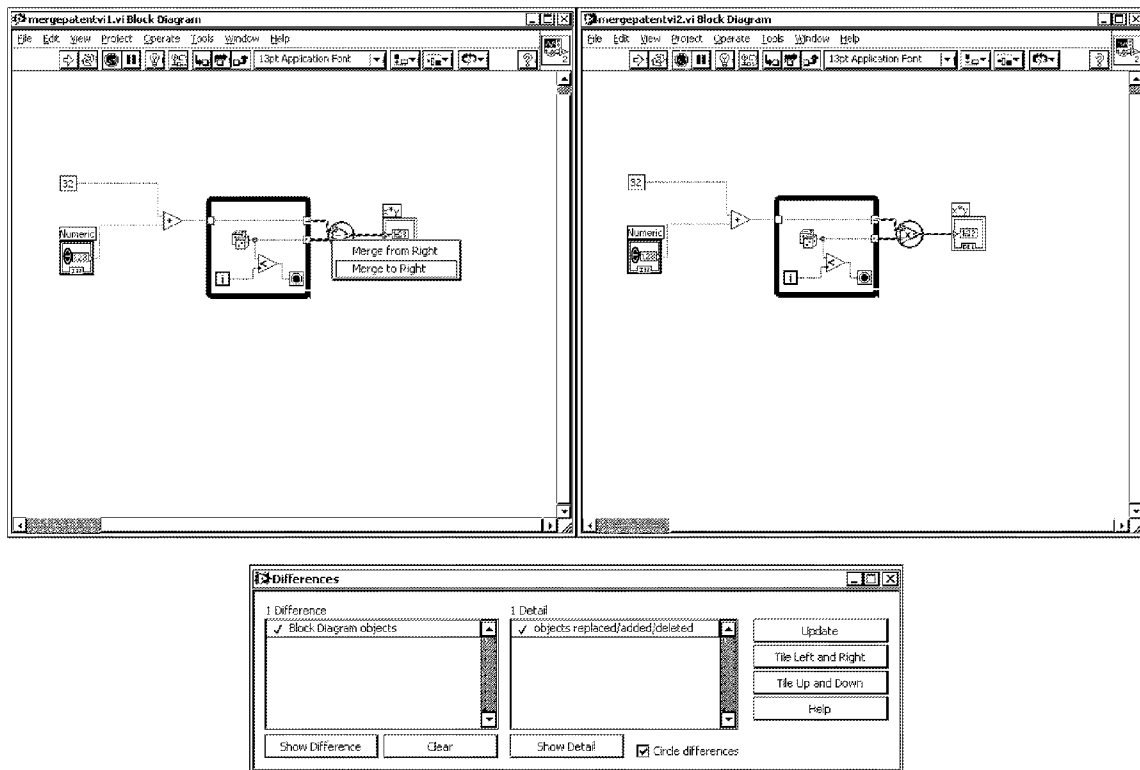 mergepatentvi1.vi Block Diagram
File Edit View Project Operate Tools Window Help
13pt Application Font
?
2
32
Numeric
x*y
i
Merge from Right
Merge to Right
mergepatentvi2.vi Block Diagram
File Edit View Project Operate Tools Window Help
13pt Application Font
?
2
32
Numeric
x*y
i
Differences
1 Difference
✓ Block Diagram objects
Show Difference
Clear
1 Detail
✓ objects replaced/added/deleted
Show Detail
Circle differences
Update
Tile Left and Right
Tile Up and Down
Help